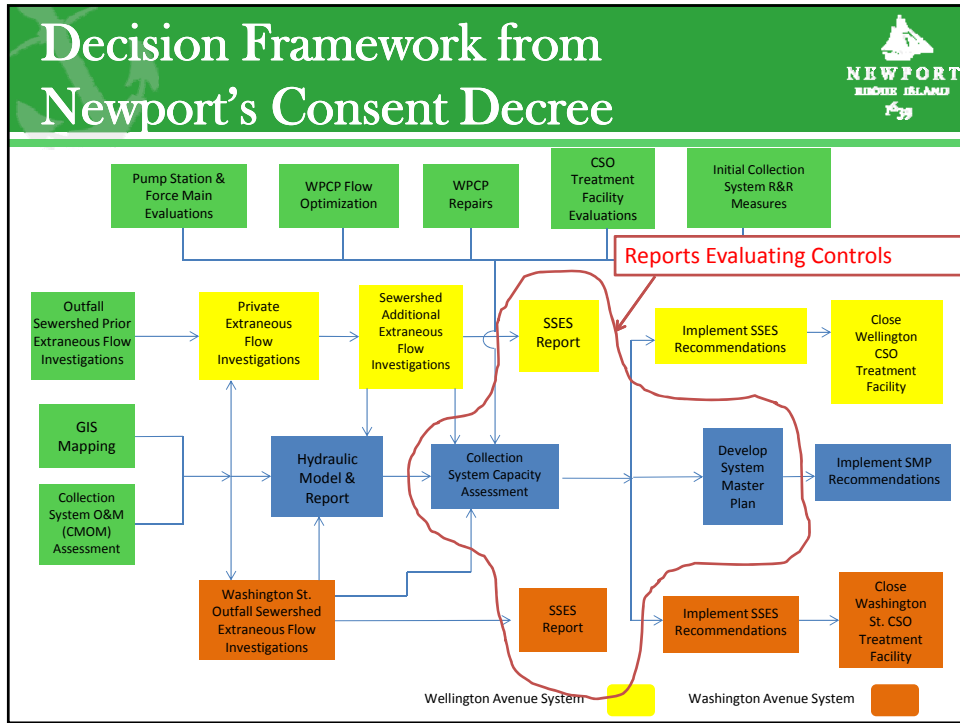 Decision Framework from
Newport's Consent Decree
NEWPORT
RHODE ISLAND
1639
Pump Station &
Force Main
Evaluations
WPCP Flow
Optimization
WPCP
Repairs
CSO
Treatment
Facility
Evaluations
Initial Collection
System R&R
Measures
Reports Evaluating Controls
Outfall
Sewershed Prior
Extraneous Flow
Investigations
Private
Extraneous
Flow
Investigations
Sewershed
Additional
Extraneous
Flow
Investigations
SSES
Report
Implement SSES
Recommendations
Close
Wellington
CSO
Treatment
Facility
GIS
Mapping
Collection
System O&M
(CMOM)
Assessment
Hydraulic
Model &
Report
Collection
System Capacity
Assessment
Develop
System
Master
Plan
Implement SMP
Recommendations
Washington St.
Outfall Sewershed
Extraneous Flow
Investigations
SSES
Report
Implement SSES
Recommendations
Close
Washington
St. CSO
Treatment
Facility
Wellington Avenue System
Washington Avenue System